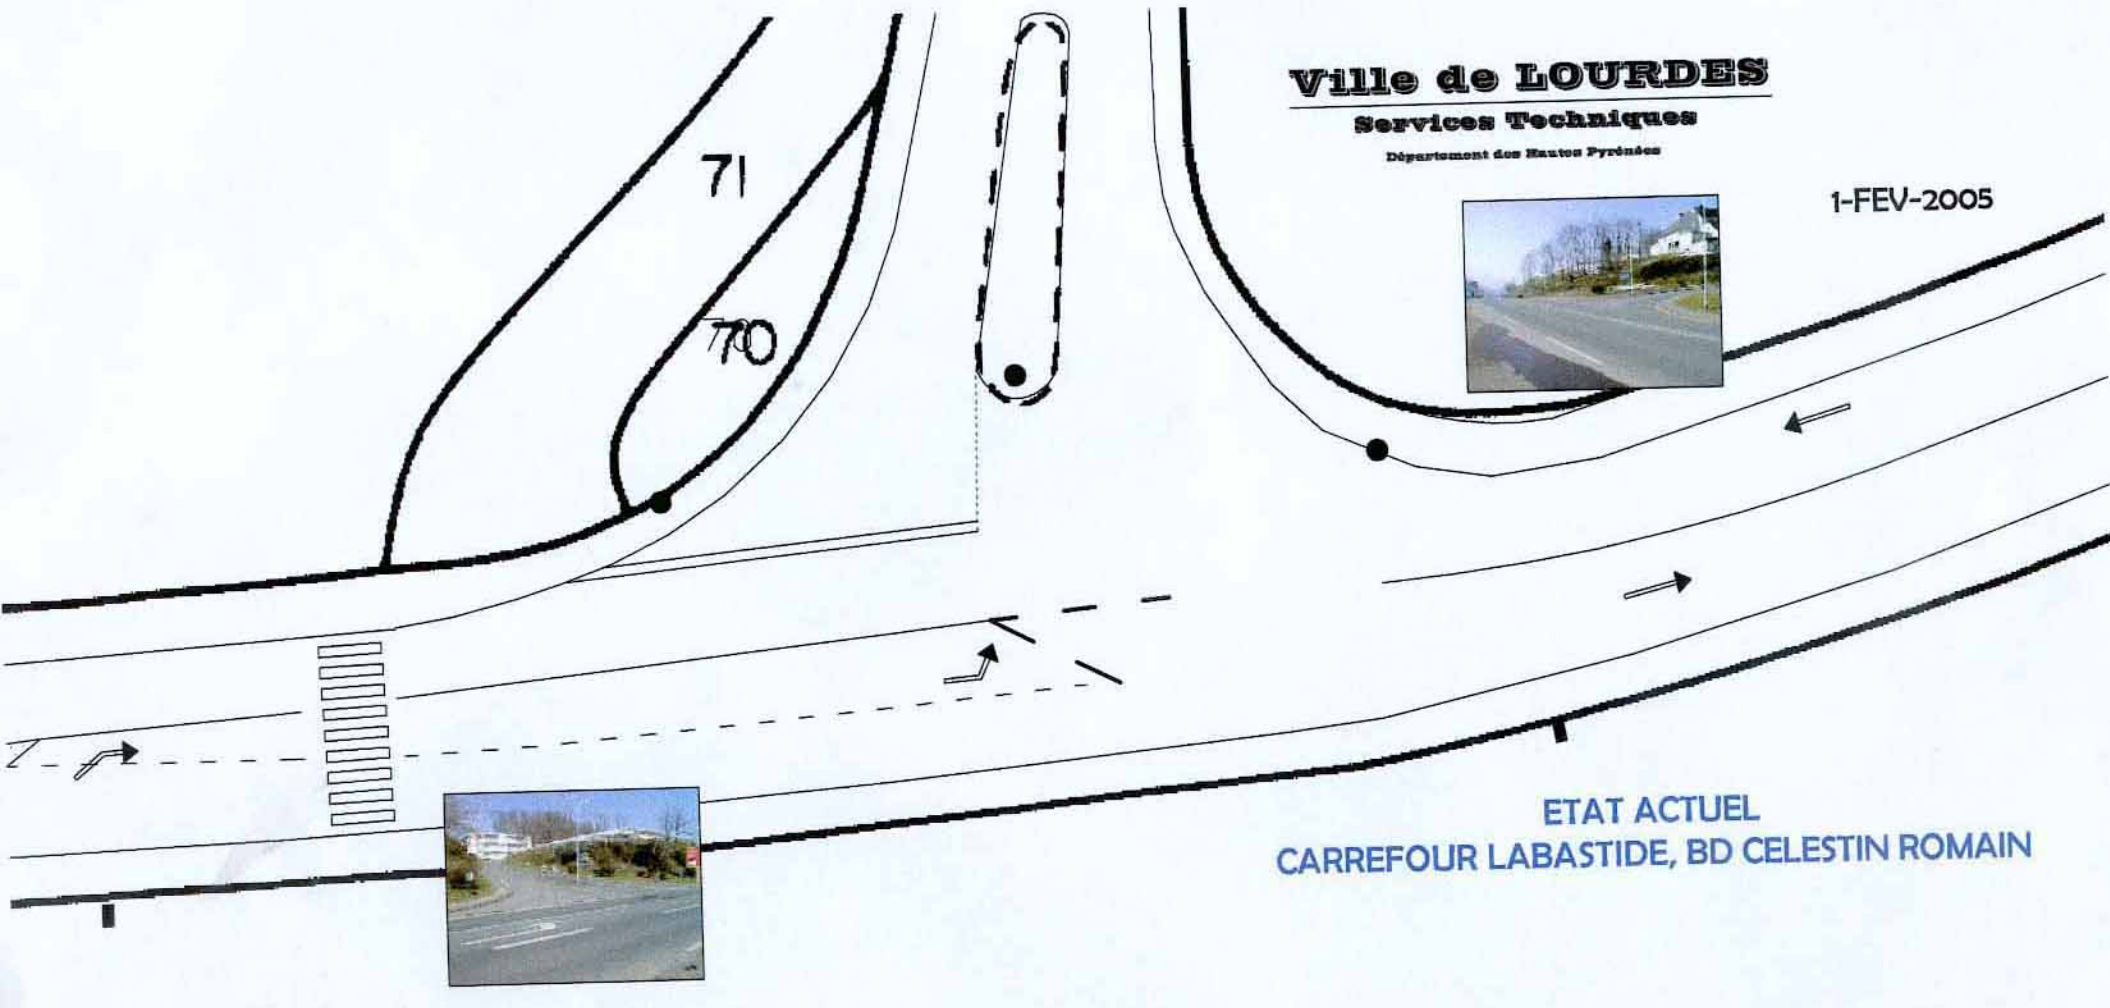 Ville de LOURDES
Services Techniques
Département des Hautes Pyrénées
1-FEV-2005
71
70
ETAT ACTUEL
CARREFOUR LABASTIDE, BD CELESTIN ROMAIN